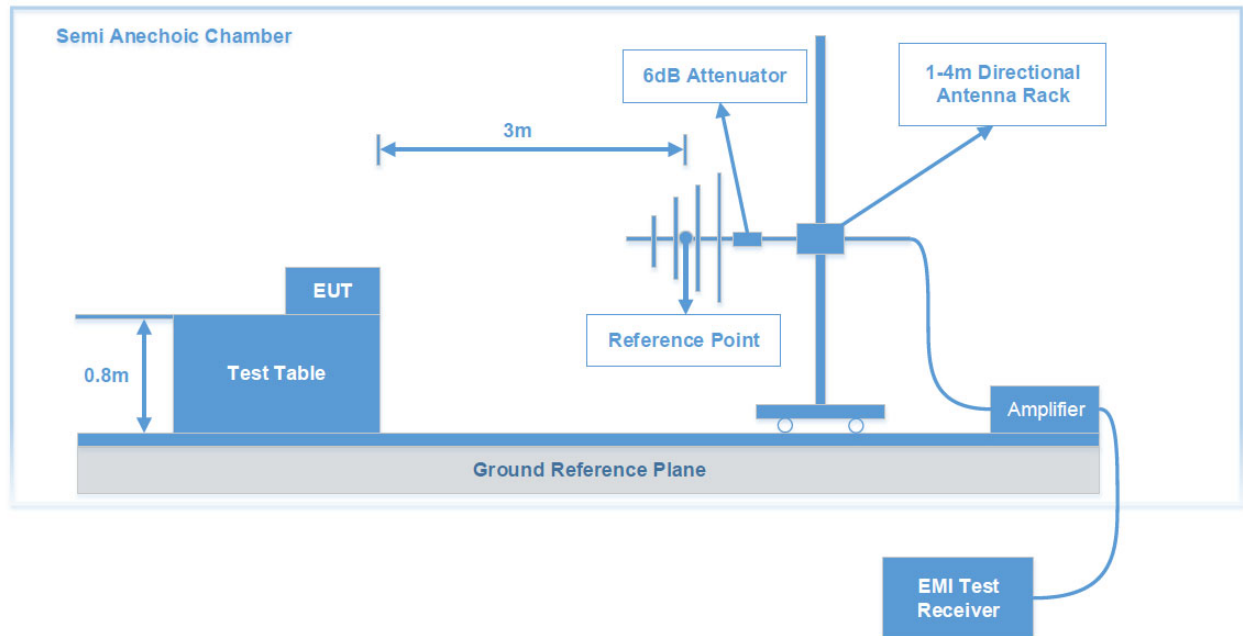 Semi Anechoic Chamber
6dB Attenuator
1-4m Directional
Antenna Rack
3m
EUT
Reference Point
0.8m
Test Table
Amplifier
Ground Reference Plane
EMI Test
Receiver